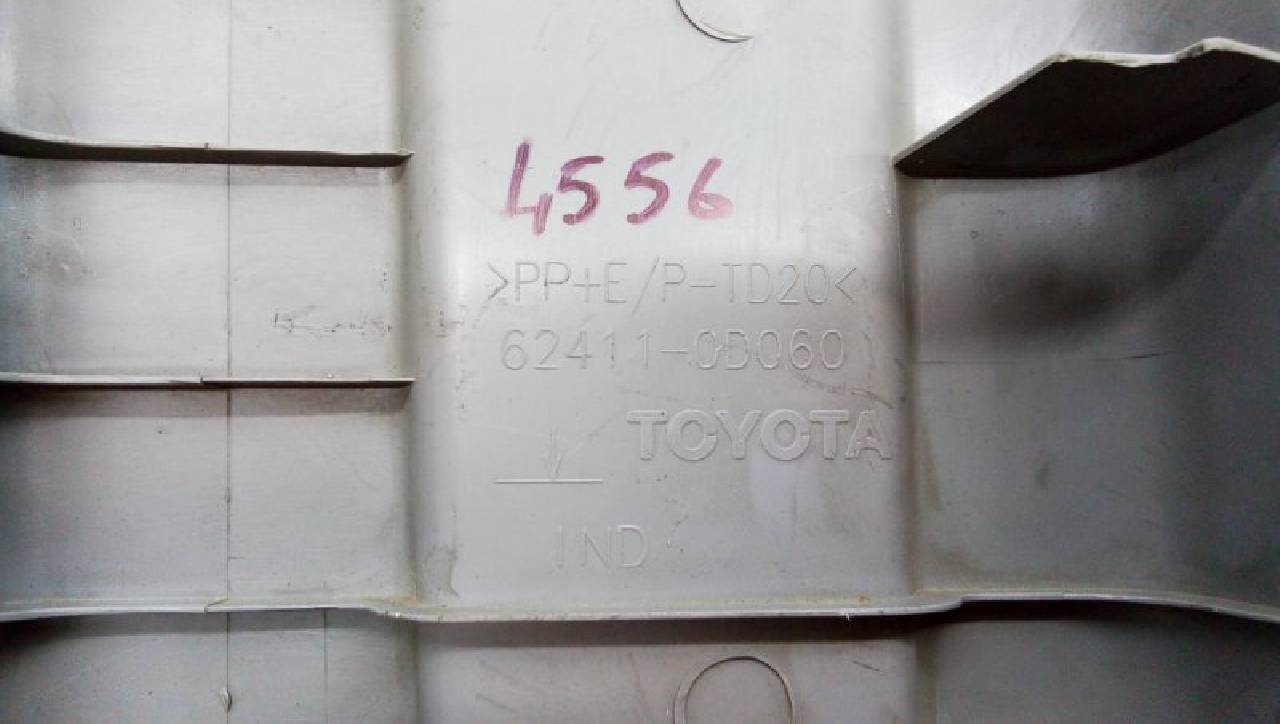 4556
>PP+E/P-TD20<
62411-0D060
TOYOTA
IND